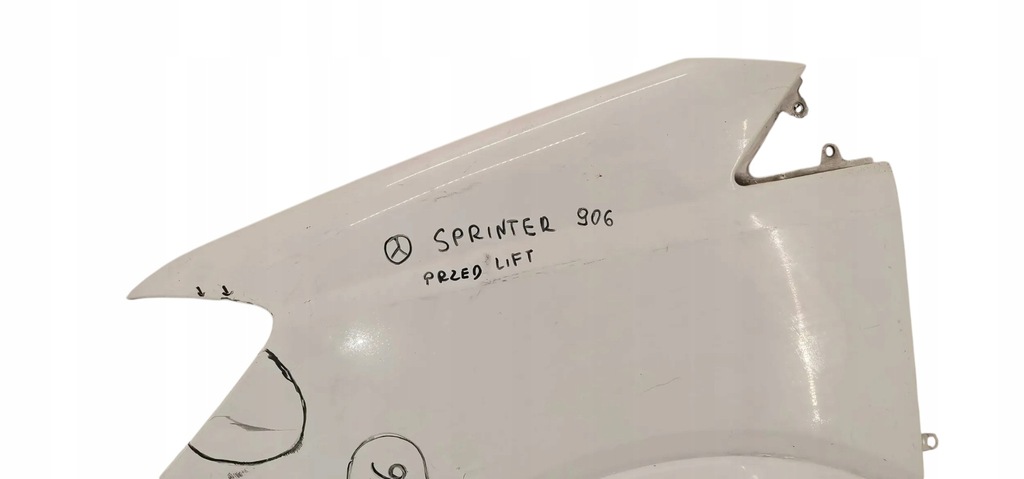 SPRINTER 906
PRZED LIFT